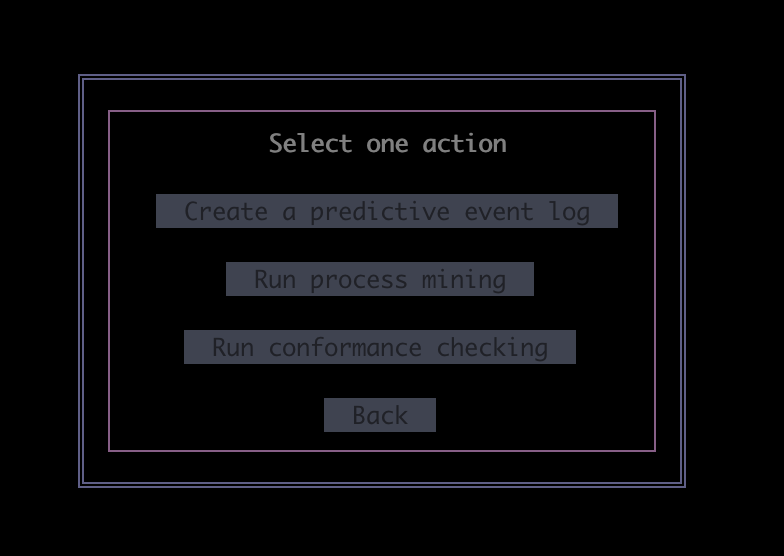 Select one action
Create a predictive event log
Run process mining
Run conformance checking
Back